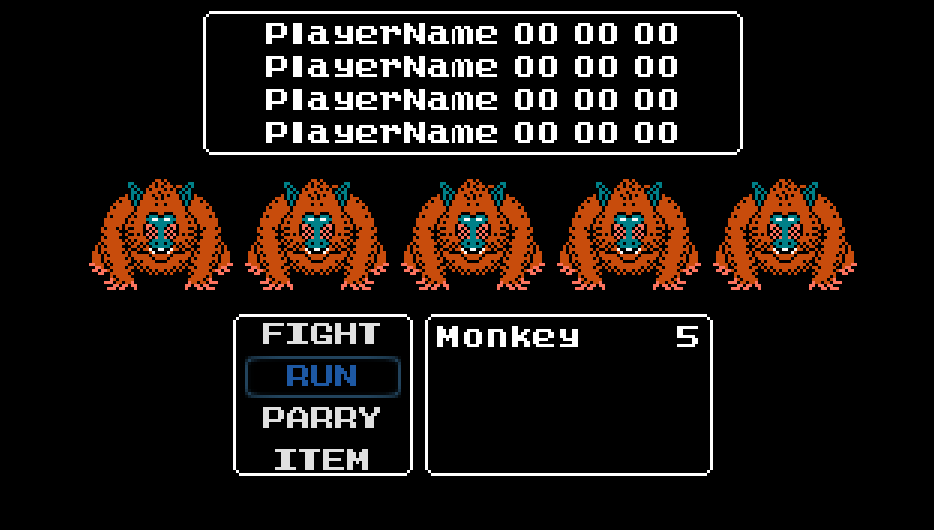 PlayerName 00 00 00
PlayerName 00 00 00
PlayerName 00 00 00
PlayerName 00 00 00
FIGHT
RUN
PARRY
ITEM
Monkey 5